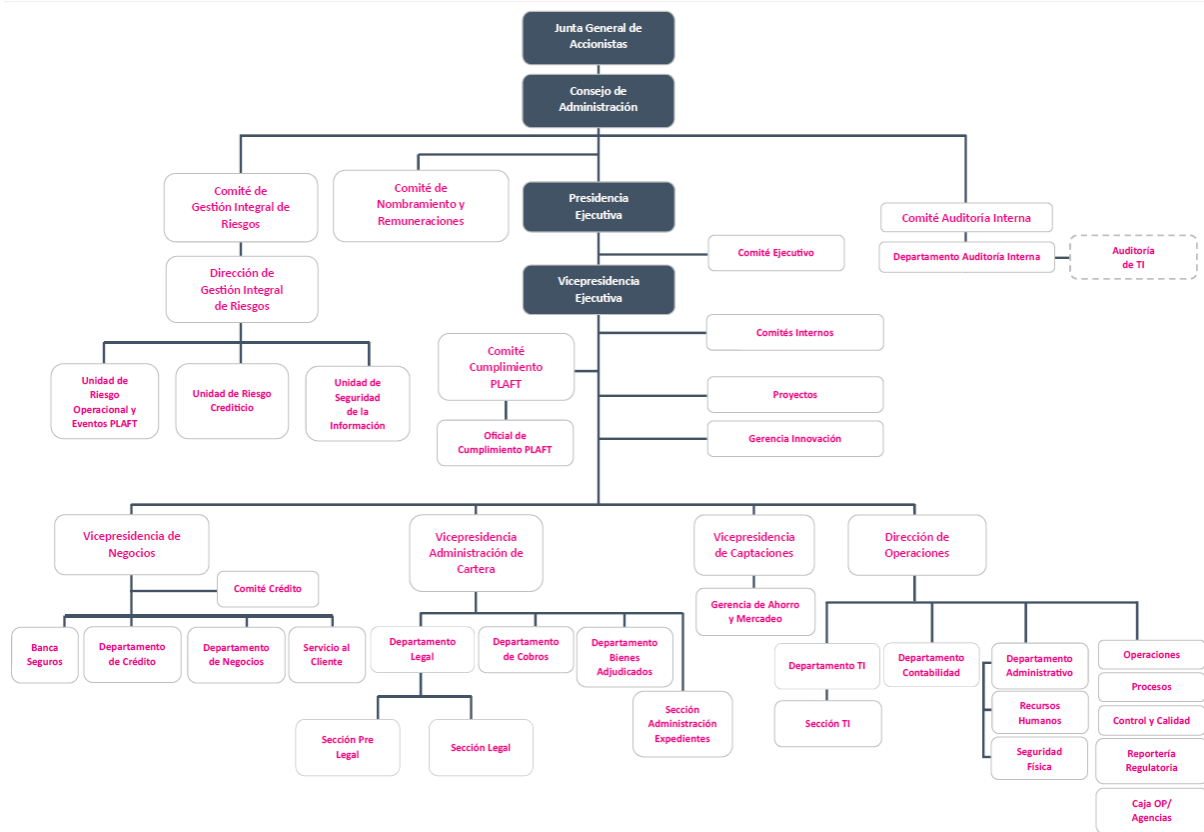 Junta General de
Accionistas
Consejo de
Administración
Comité de
Gestión Integral de
Riesgos
Comité de
Nombramiento y
Remuneraciones
Presidencia
Ejecutiva
Comité Auditoría Interna
Comité Ejecutivo
Departamento Auditoría Interna
Auditoría
de TI
Dirección de
Gestión Integral
de Riesgos
Vicepresidencia
Ejecutiva
Comités Internos
Comité
Cumplimiento
PLAFT
Unidad de
Riesgo
Operacional y
Eventos PLAFT
Unidad de Riesgo
Crediticio
Unidad de
Seguridad
de la
Información
Proyectos
Oficial de
Cumplimiento PLAFT
Gerencia Innovación
Vicepresidencia de
Negocios
Vicepresidencia
Administración de
Cartera
Vicepresidencia
de Captaciones
Dirección de
Operaciones
Comité Crédito
Gerencia de Ahorro
y Mercadeo
Banca
Seguros
Departamento
de Crédito
Departamento
de Negocios
Servicio al
Cliente
Departamento
Legal
Departamento
de Cobros
Departamento
Bienes
Adjudicados
Departamento TI
Departamento
Contabilidad
Departamento
Administrativo
Operaciones
Procesos
Sección Pre
Legal
Sección Legal
Sección
Administración
Expedientes
Sección TI
Recursos
Humanos
Control y Calidad
Seguridad
Física
Reportería
Regulatoria
Caja OP/
Agencias